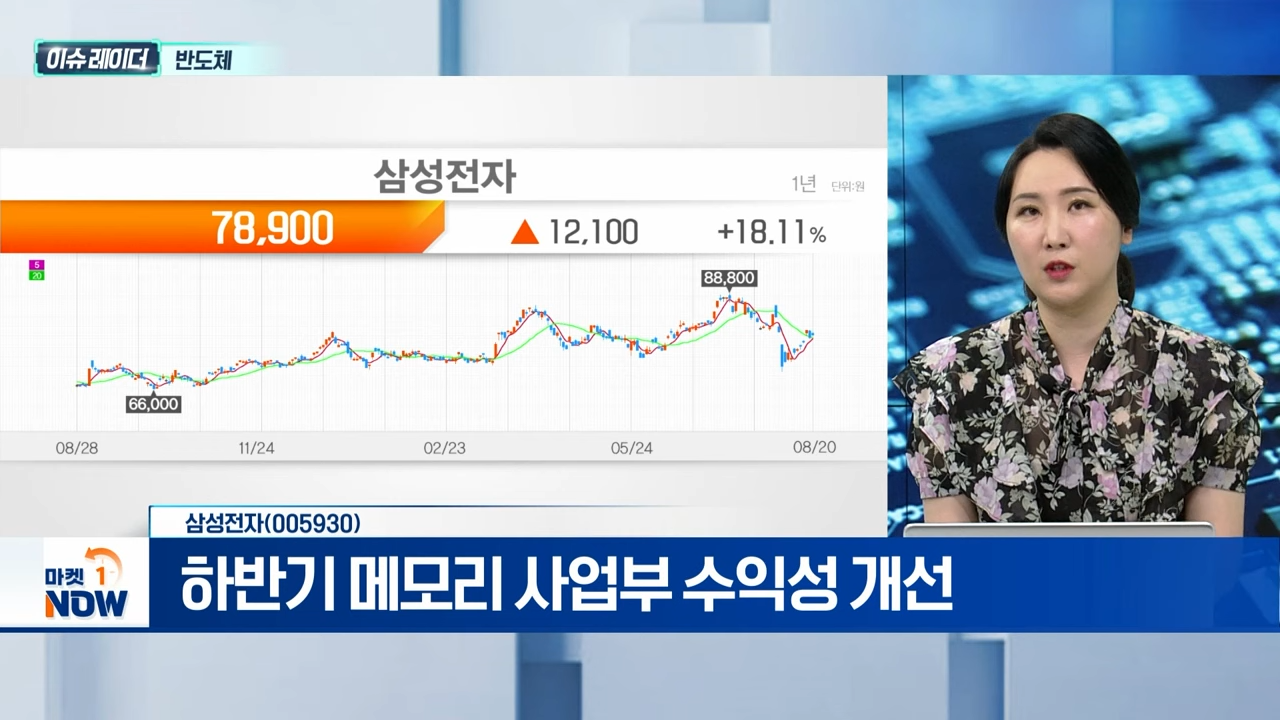 이슈 레이더 반도체
삼성전자
1년 단위:원
78,900 ▲ 12,100 +18.11%
5
20
88,800
66,000
08/28 11/24 02/23 05/24 08/20
삼성전자(005930)
마켓 1
NOW
하반기 메모리 사업부 수익성 개선